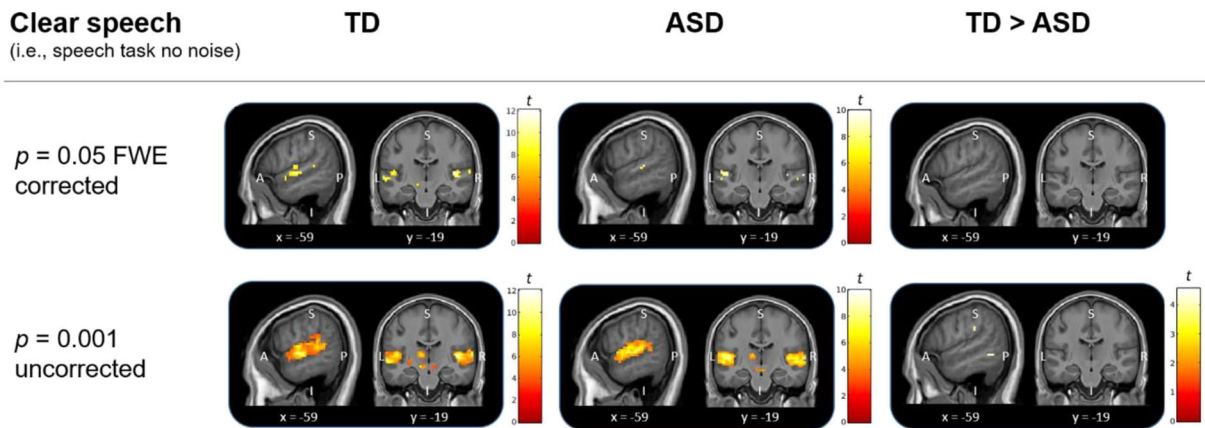 Clear speech
(i.e., speech task no noise)
TD
ASD
TD > ASD
p = 0.05 FWE
corrected
S
A
P
I
x = -59
S
L
R
I
y = -19
t
12
10
8
6
4
2
0
S
A
P
I
x = -59
S
L
R
I
y = -19
t
10
8
6
4
2
0
S
A
P
I
x = -59
S
L
R
I
y = -19
p = 0.001
uncorrected
S
A
P
I
x = -59
S
L
R
I
y = -19
t
12
10
8
6
4
2
0
S
A
P
I
x = -59
S
L
R
I
y = -19
t
10
8
6
4
2
0
S
A
P
I
x = -59
S
L
R
I
y = -19
t
4
3
2
1
0